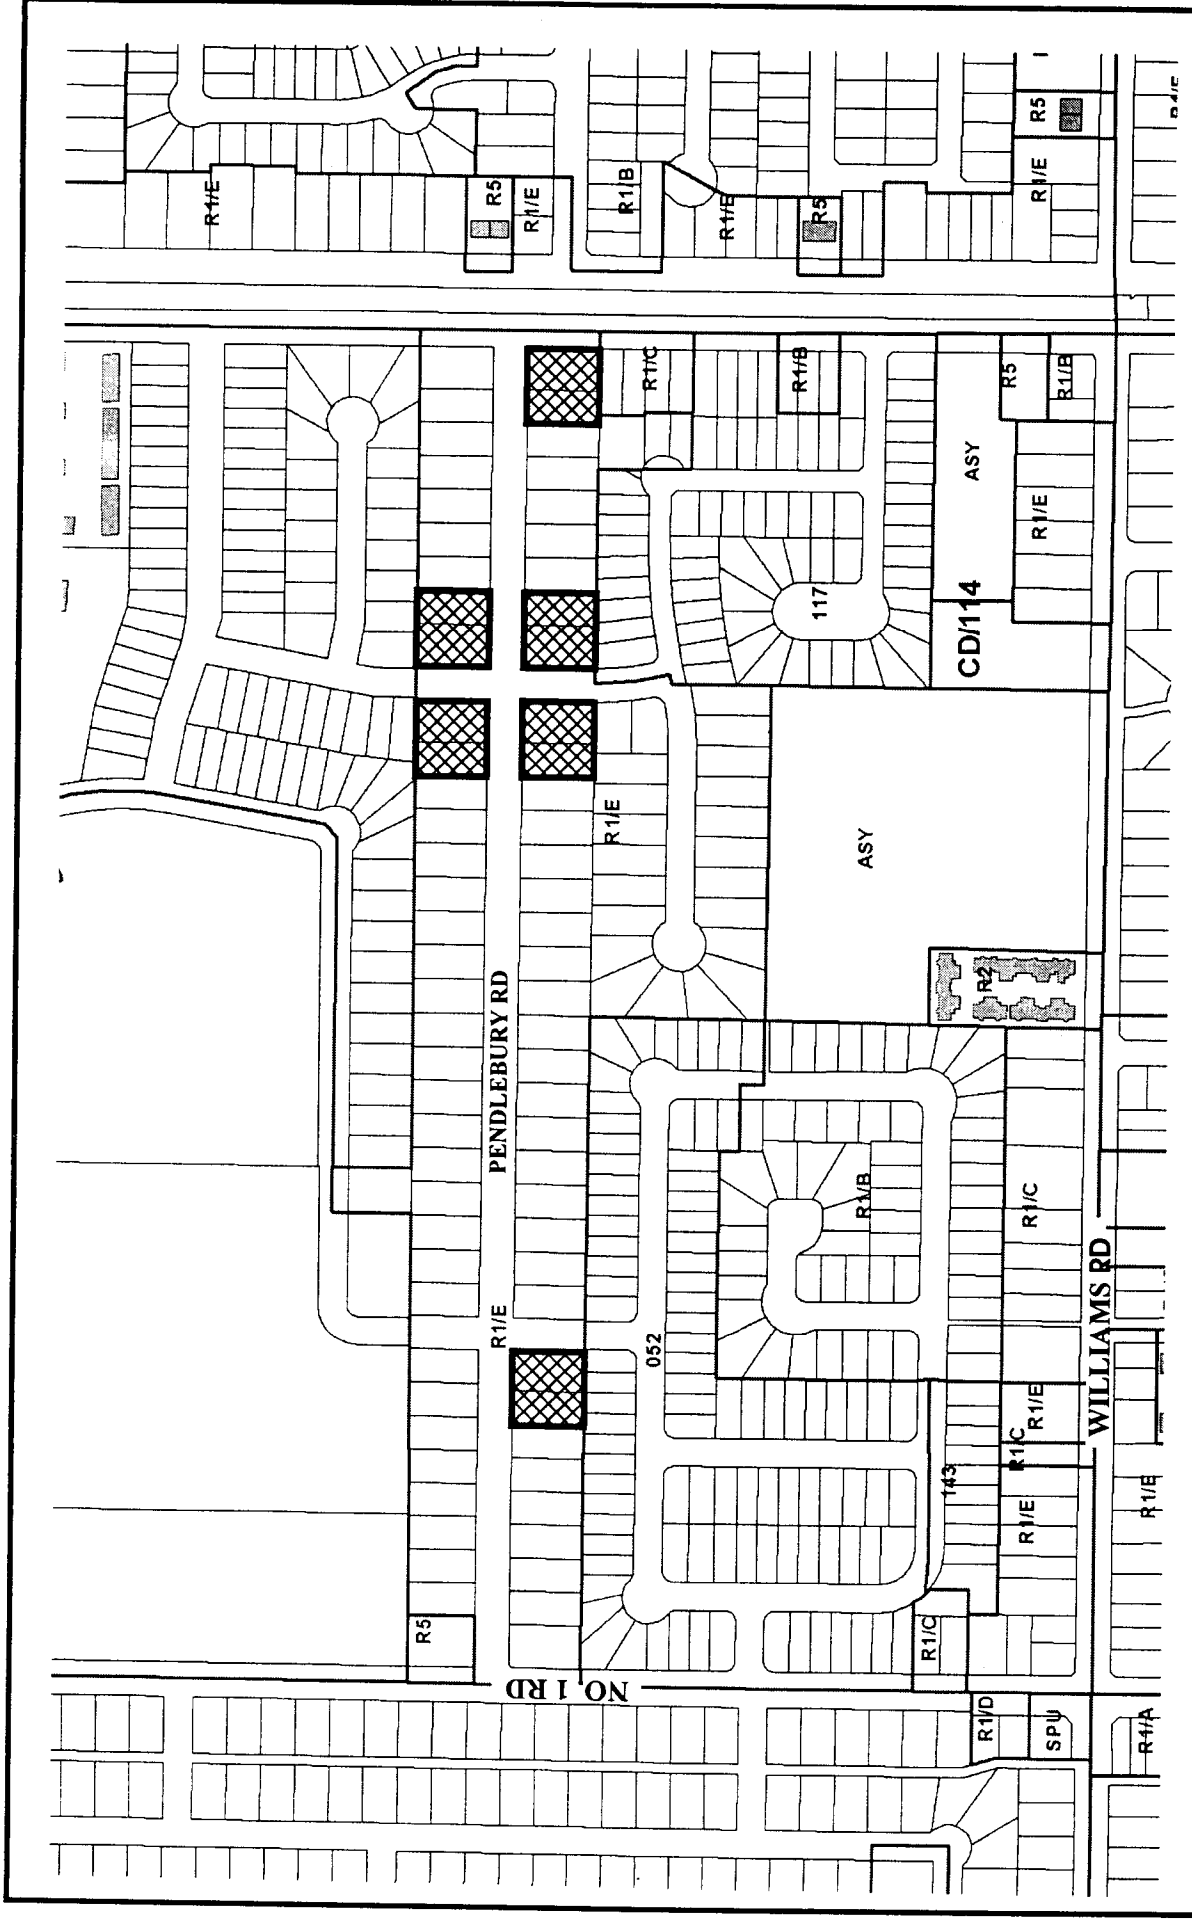 R1/E
R5
R1/E
R1/B
R1/E
R5
R1/E
R5
R1/C
R1/B
R5
R1/B
ASY
R1/E
117
CD/114
R1/E
ASY
R2
PENDLEBURY RD
R1/B
R1/C
R1/E
052
WILLIAMS RD
R1/E
R1/C
143
R1/E
R1/E
R5
R1/C
NO 1 RD
R1/D
SPU
R1/A